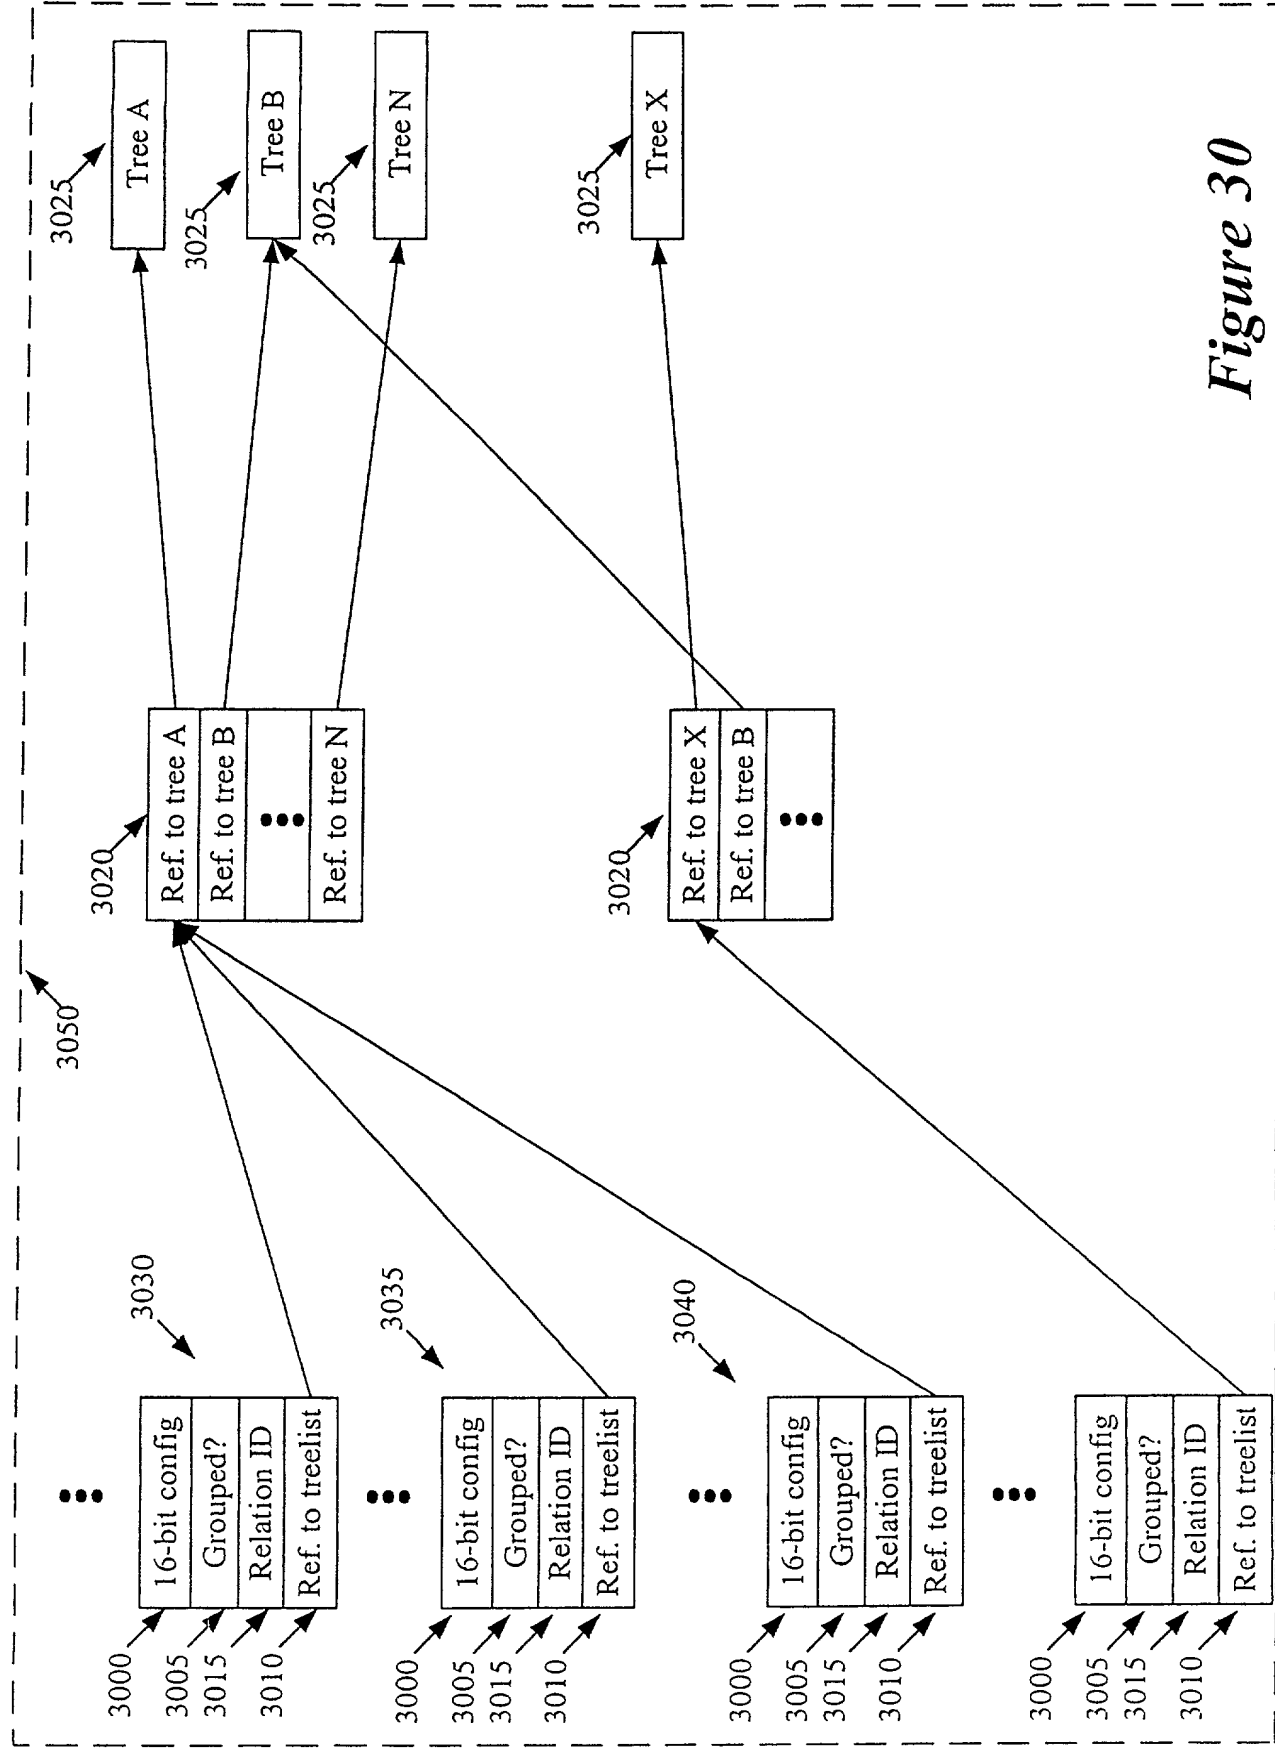 3050
3030
3000
16-bit config
3005
Grouped?
3015
Relation ID
3010
Ref. to treelist
3035
3000
16-bit config
3005
Grouped?
3015
Relation ID
3010
Ref. to treelist
3040
3000
16-bit config
3005
Grouped?
3015
Relation ID
3010
Ref. to treelist
3000
16-bit config
3005
Grouped?
3015
Relation ID
3010
Ref. to treelist
3020
Ref. to tree A
Ref. to tree B
Ref. to tree N
3020
Ref. to tree X
Ref. to tree B
3025
Tree A
3025
Tree B
3025
Tree N
3025
Tree X
Figure 30